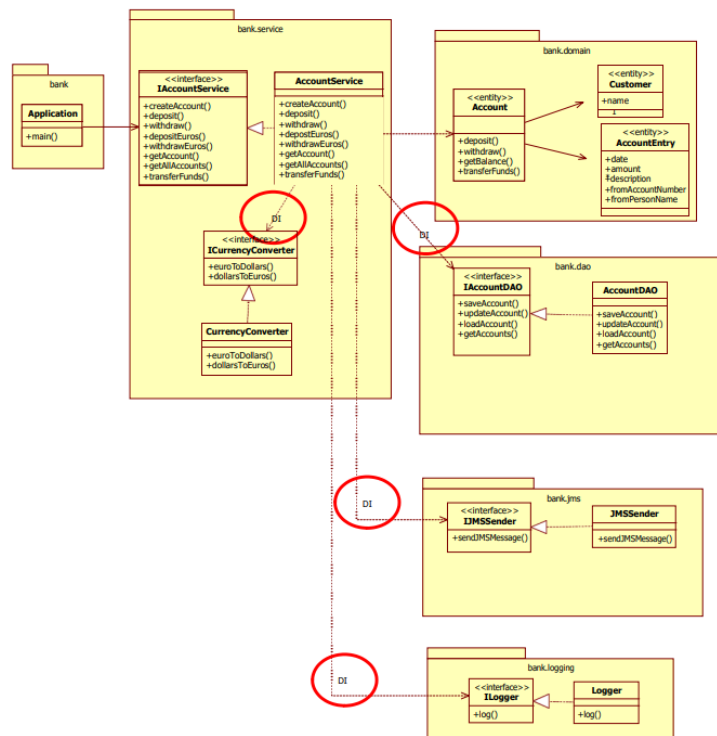 bank
Application
+main()
bank.service
<<interface>>
IAccountService
+createAccount()
+deposit()
+withdraw()
+depositEuros()
+withdrawEuros()
+getAccount()
+getAllAccounts()
+transferFunds()
AccountService
+createAccount()
+deposit()
+withdraw()
+depostEuros()
+withdrawEuros()
+getAccount()
+getAllAccounts()
+transferFunds()
DI
<<interface>>
ICurrencyConverter
+euroToDollars()
+dollarsToEuros()
CurrencyConverter
+euroToDollars()
+dollarsToEuros()
bank.domain
<<entity>>
Account
+deposit()
+withdraw()
+getBalance()
+transferFunds()
<<entity>>
Customer
+name
<<entity>>
AccountEntry
+date
+amount
+description
+fromAccountNumber
+fromPersonName
DI
bank.dao
<<interface>>
IAccountDAO
+saveAccount()
+updateAccount()
+loadAccount()
+getAccounts()
AccountDAO
+saveAccount()
+updateAccount()
+loadAccount()
+getAccounts()
DI
bank.jms
<<interface>>
IJMSSender
+sendJMSMessage()
JMSSender
+sendJMSMessage()
DI
bank.logging
<<interface>>
ILogger
+log()
Logger
+log()